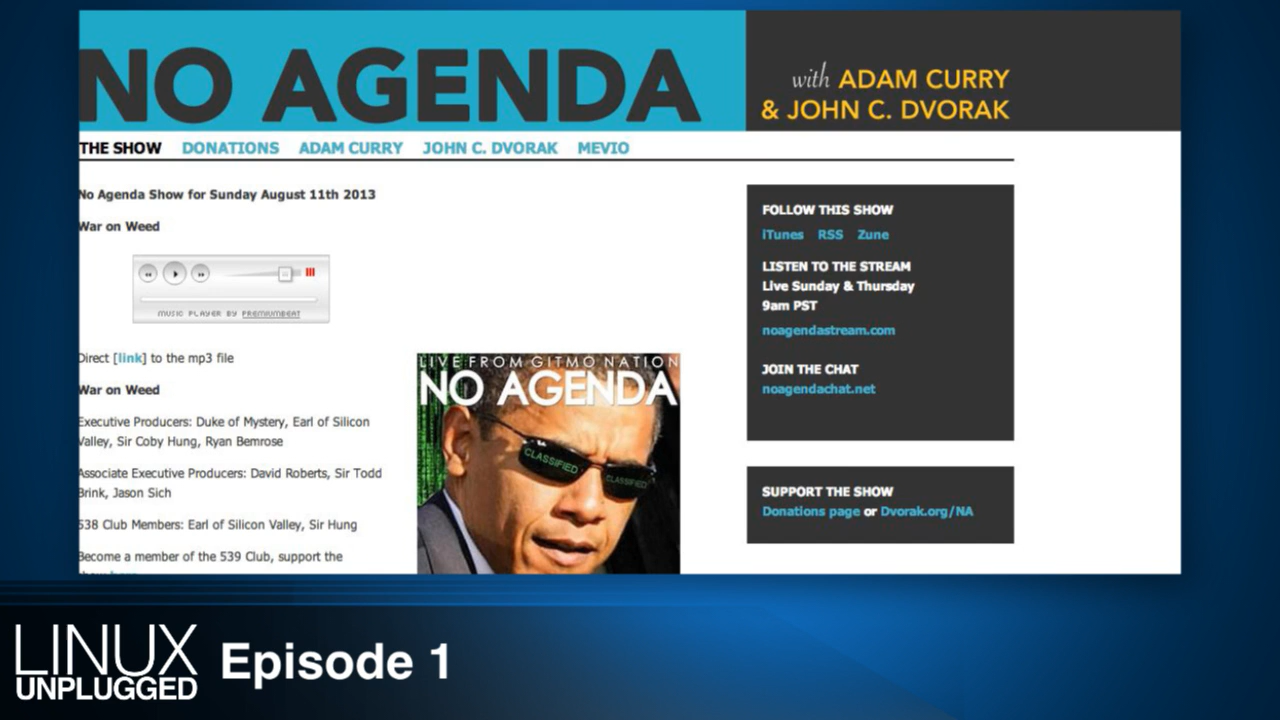 NO AGENDA
with ADAM CURRY
& JOHN C. DVORAK
THE SHOW DONATIONS ADAM CURRY JOHN C. DVORAK MEVIO
No Agenda Show for Sunday August 11th 2013
War on Weed
MUSIC PLAYER BY PREMIUMBEAT
Direct [link] to the mp3 file
War on Weed
Executive Producers: Duke of Mystery, Earl of Silicon
Valley, Sir Coby Hung, Ryan Bemrose
Associate Executive Producers: David Roberts, Sir Todd
Brink, Jason Sich
538 Club Members: Earl of Silicon Valley, Sir Hung
Become a member of the 539 Club, support the
LIVE FROM GITMO NATION
NO AGENDA
CLASSIFIED
CLASSIFIED
FOLLOW THIS SHOW
iTunes RSS Zune
LISTEN TO THE STREAM
Live Sunday & Thursday
9am PST
noagendastream.com
JOIN THE CHAT
noagendachat.net
SUPPORT THE SHOW
Donations page or Dvorak.org/NA
LINUX
UNPLUGGED
Episode 1